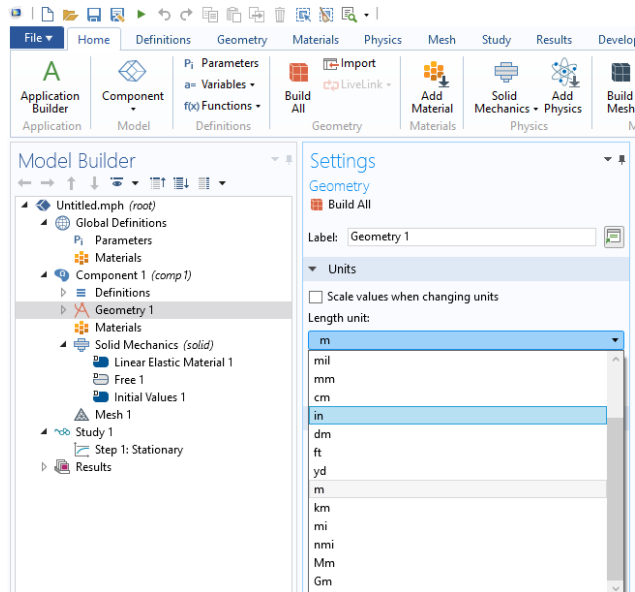 File Home Definitions Geometry Materials Physics Mesh Study Results Develop
A
Application Builder
Application
Component
Model
Pi Parameters
a= Variables
f(x) Functions
Definitions
Build All
Import
LiveLink
Geometry
Add Material
Materials
Solid Mechanics
Add Physics
Physics
Build Mesh
M
Model Builder
Untitled.mph (root)
Global Definitions
Pi Parameters
Materials
Component 1 (comp1)
Definitions
Geometry 1
Materials
Solid Mechanics (solid)
Linear Elastic Material 1
Free 1
Initial Values 1
Mesh 1
Study 1
Step 1: Stationary
Results
Settings
Geometry
Build All
Label: Geometry 1
Units
Scale values when changing units
Length unit:
m
mil
mm
cm
in
dm
ft
yd
m
km
mi
nmi
Mm
Gm